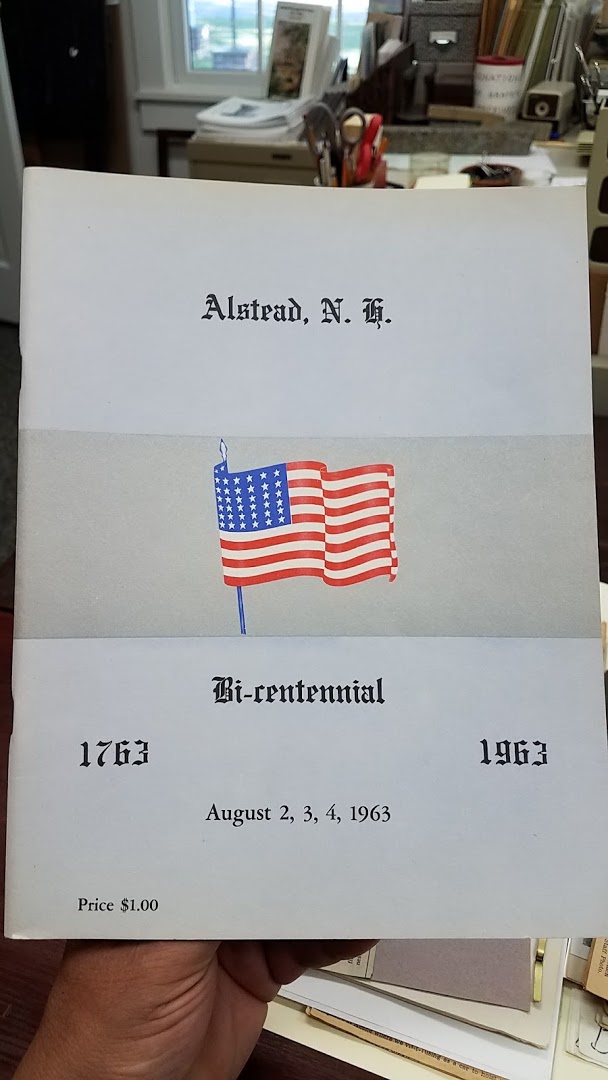 Alstead, N. H.
Bi-centennial
1763
1963
August 2, 3, 4, 1963
Price $1.00